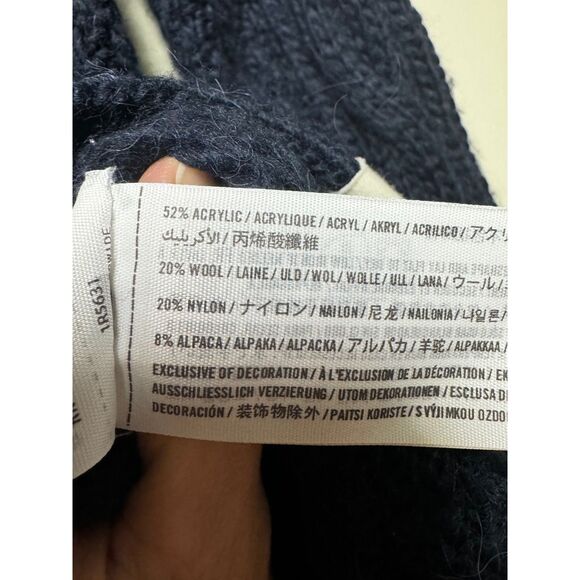 52% ACRYLIC / ACRYLIQUE / ACRYL / AKRYL / ACRILICO / アクリ
الأكريليك / 丙烯酸纖維
20% WOOL / LAINE / ULD / WOL / WOLLE / ULL / LANA / ウール /
20% NYLON / ナイロン / NAILON / 尼龙 / NAILONIA / 나일론 /
8% ALPACA / ALPAKA / ALPACKA / アルパカ / 羊驼 / ALPAKKAA /
EXCLUSIVE OF DECORATION / À L'EXCLUSION DE LA DÉCORATION / EK
AUSSCHLIESSLICH VERZIERUNG / UTOM DEKORATIONEN / ESCLUSA D
DECORACIÓN / 装饰物除外 / PAITSI KORISTE / SVÝJIMKOU OZDO
1R5631